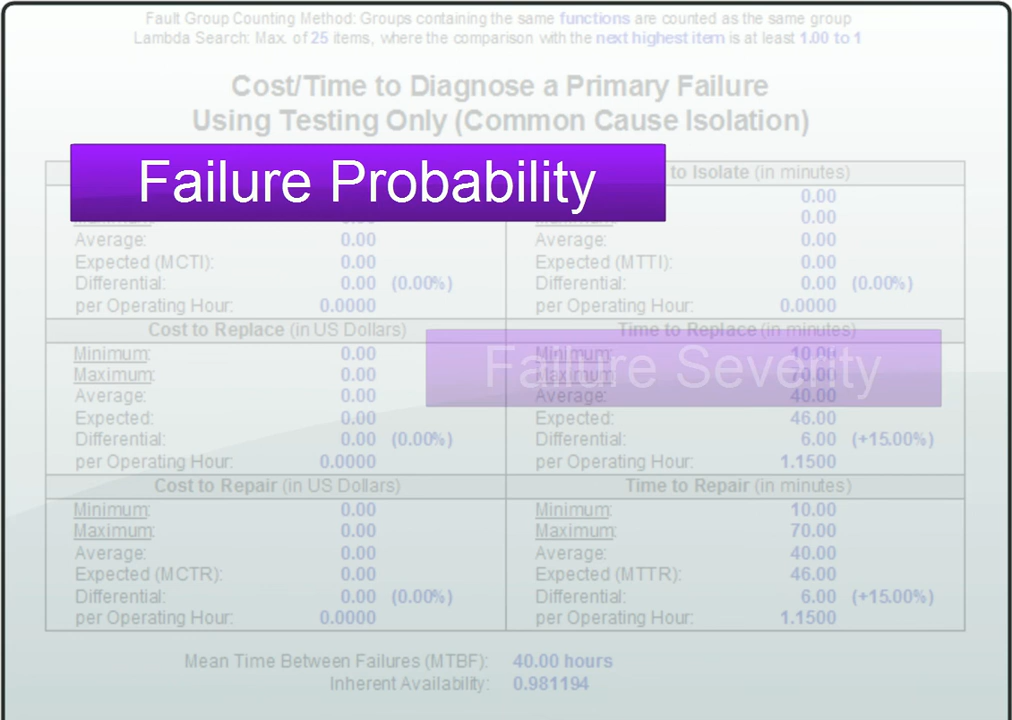 Fault Group Counting Method: Groups containing the same functions are counted as the same group
Lambda Search: Max. of 25 items, where the comparison with the next highest item is at least 1.00 to 1
Cost/Time to Diagnose a Primary Failure
Using Testing Only (Common Cause Isolation)
Failure Probability
to Isolate (in minutes)
0.00
0.00
Average: 0.00 Average: 0.00
Expected (MCTI): 0.00 Expected (MTTI): 0.00
Differential: 0.00 (0.00%) Differential: 0.00 (0.00%)
per Operating Hour: 0.0000 per Operating Hour: 0.0000
Cost to Replace (in US Dollars) Time to Replace (in minutes)
Minimum: 0.00 Minimum: 10.00
Failure Severity
Maximum: 0.00 Maximum: 70.00
Average: 0.00 Average: 40.00
Expected: 0.00 Expected: 46.00
Differential: 0.00 (0.00%) Differential: 6.00 (+15.00%)
per Operating Hour: 0.0000 per Operating Hour: 1.1500
Cost to Repair (in US Dollars) Time to Repair (in minutes)
Minimum: 0.00 Minimum: 10.00
Maximum: 0.00 Maximum: 70.00
Average: 0.00 Average: 40.00
Expected (MCTR): 0.00 Expected (MTTR): 46.00
Differential: 0.00 (0.00%) Differential: 6.00 (+15.00%)
per Operating Hour: 0.0000 per Operating Hour: 1.1500
Mean Time Between Failures (MTBF): 40.00 hours
Inherent Availability: 0.981194